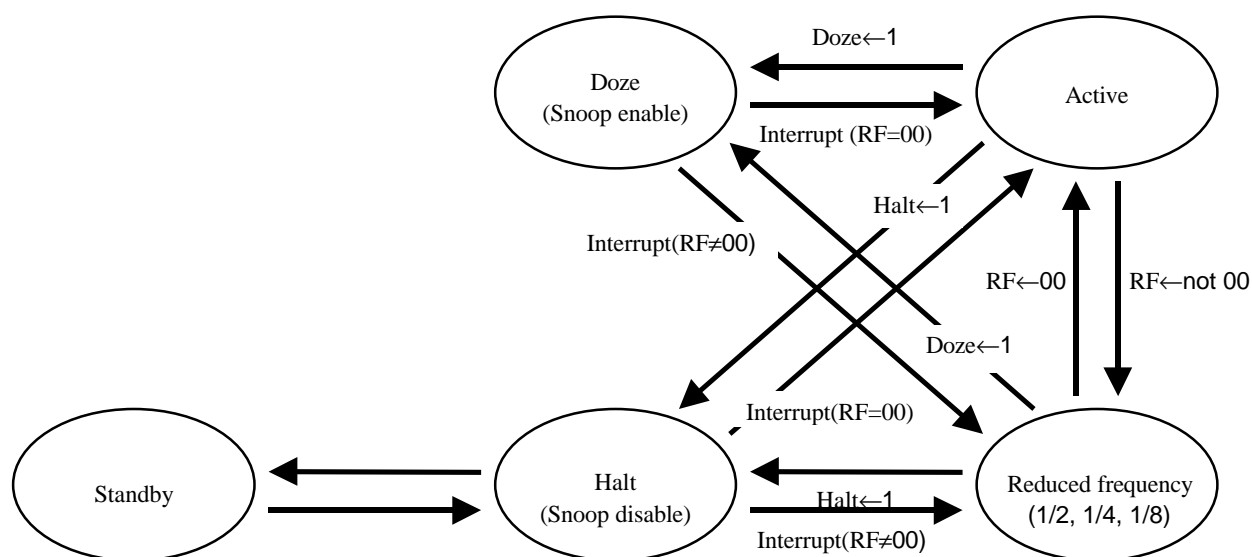 Doze←1
Doze
(Snoop enable)
Active
Interrupt (RF=00)
Halt←1
Interrupt(RF≠00)
RF←00
RF←not 00
Doze←1
Interrupt(RF=00)
Standby
Halt
(Snoop disable)
Reduced frequency
(1/2, 1/4, 1/8)
Halt←1
Interrupt(RF≠00)